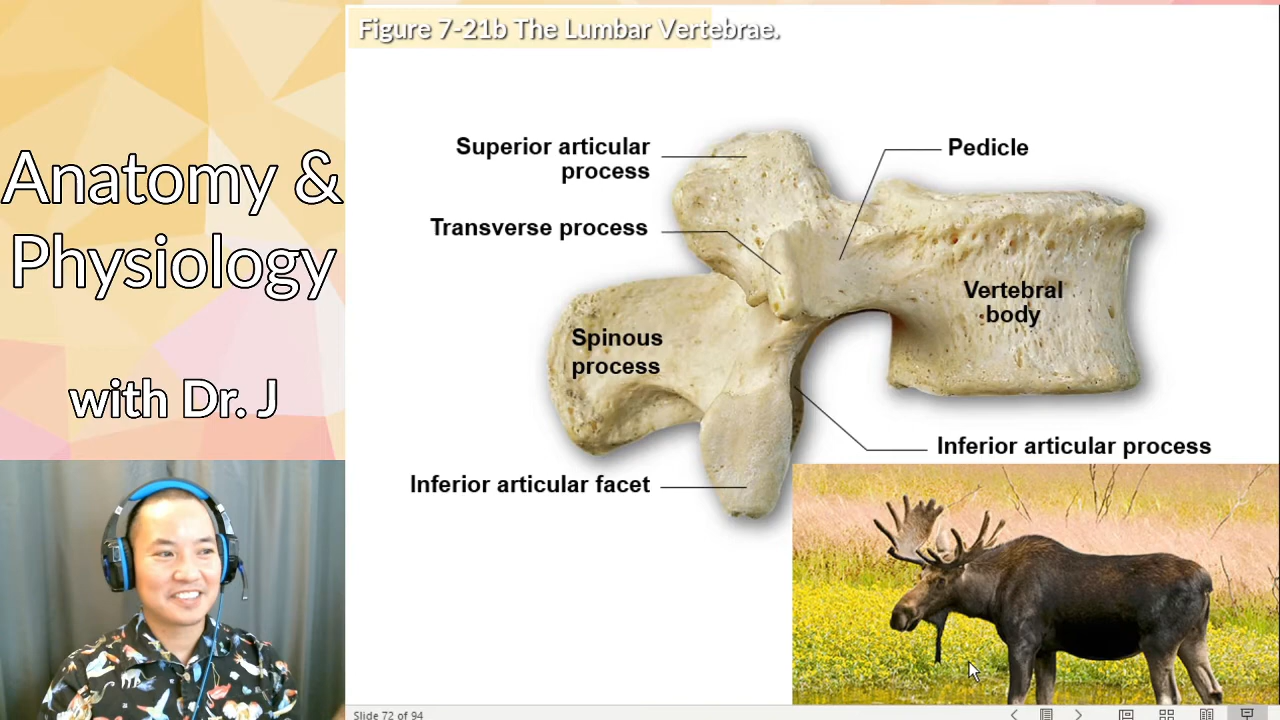 Anatomy &
Physiology
with Dr. J
Figure 7-21b The Lumbar Vertebrae.
Superior articular
process
Pedicle
Transverse process
Vertebral
body
Spinous
process
Inferior articular process
Inferior articular facet
Slide 72 of 94